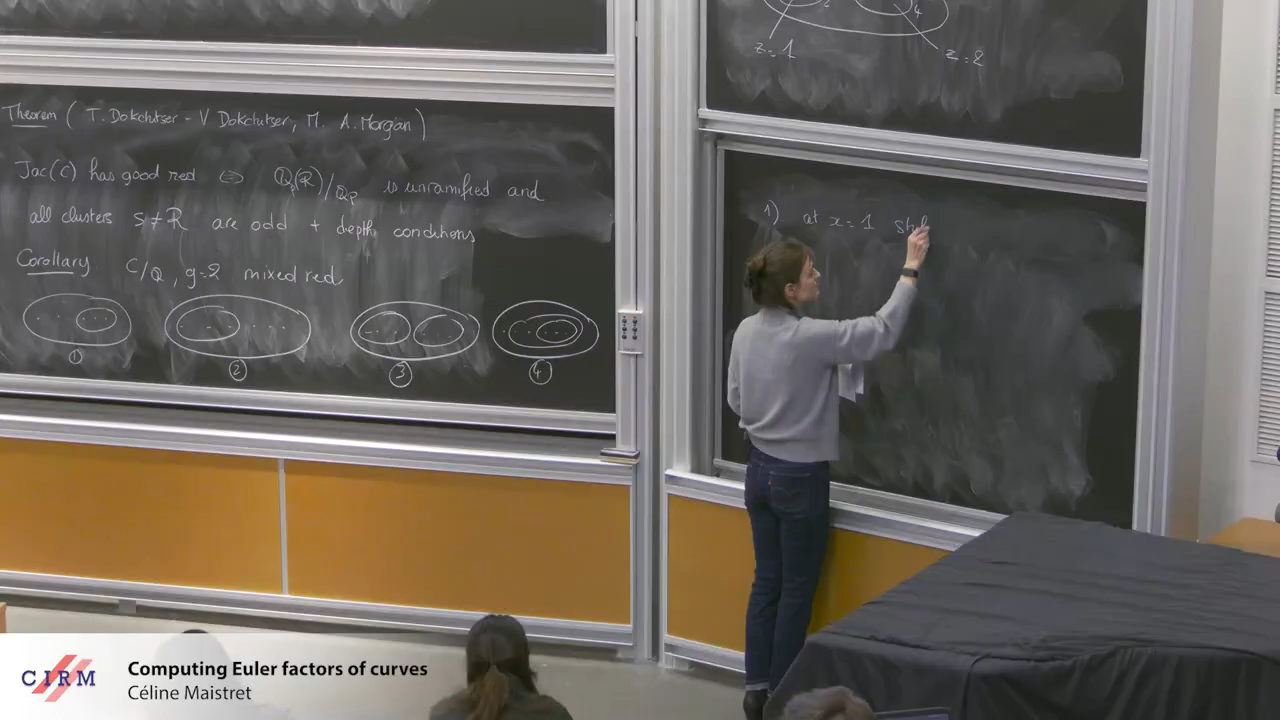 Theorem (T. Dokchitser - V Dokchitser, M. A. Morgan)
Jac(C) has good red ⇔ Qp(R)/Qp is unramified and
all clusters s ≠ R are odd + depth conditions
Corollary. C/Q, g=2 mixed red
① ② ③ ④
2 4
z=1 z=2
1) at x=1
CIRM
Computing Euler factors of curves
Céline Maistret